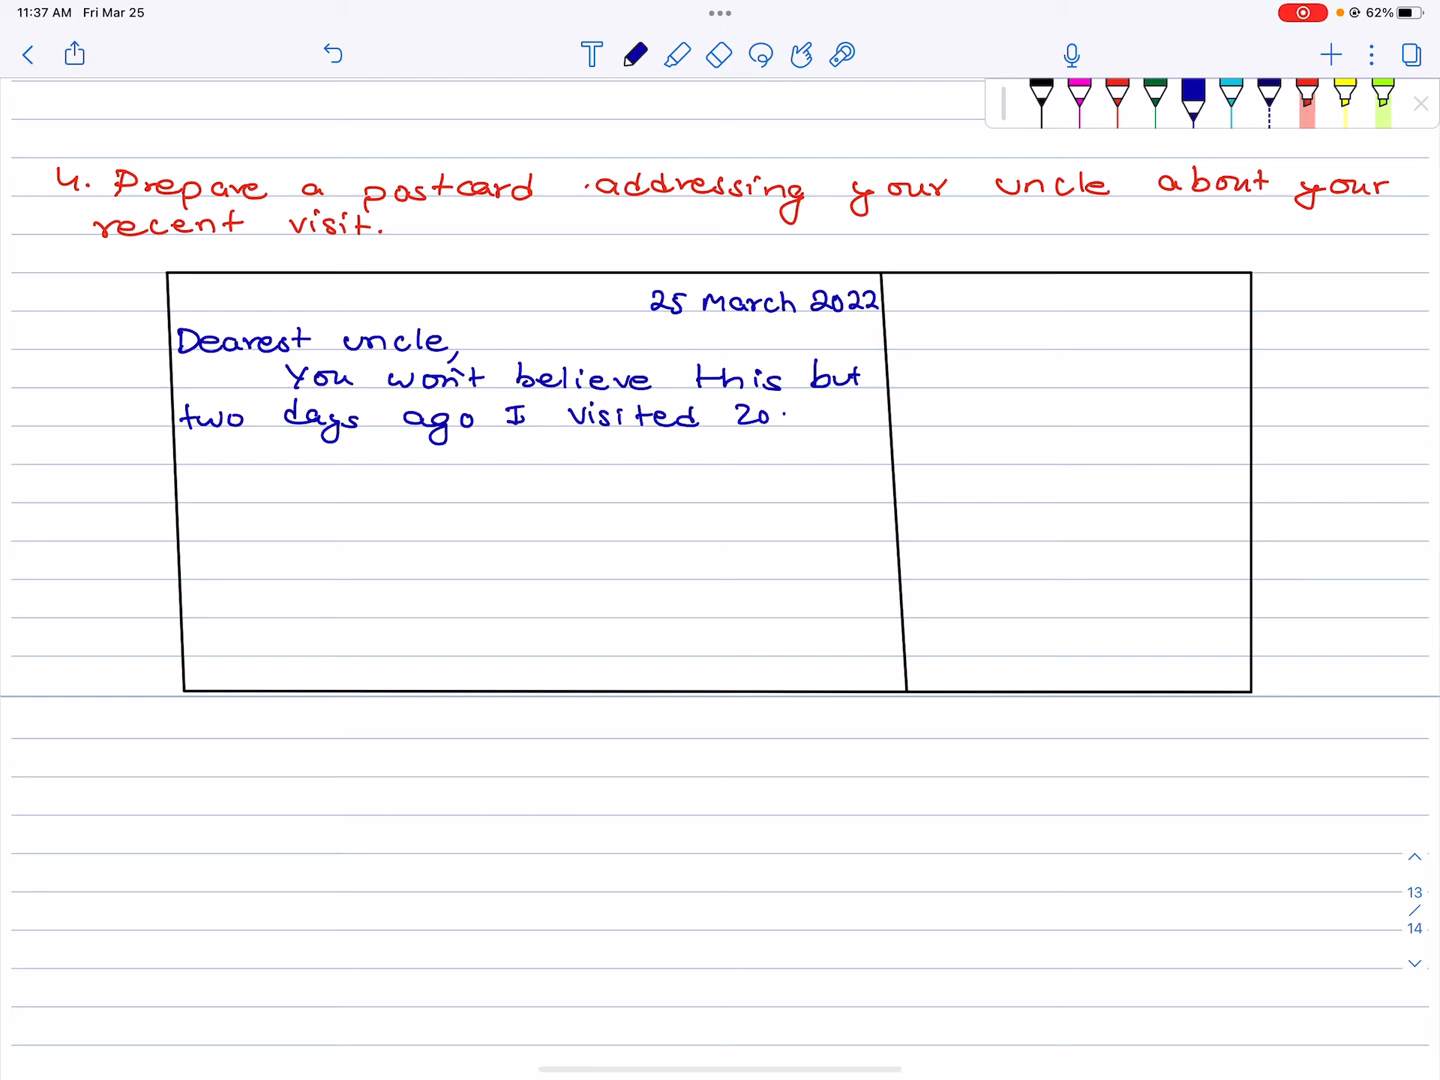 11:37 AM Fri Mar 25
62%
4. Prepare a postcard addressing your uncle about your
recent visit.
25 March 2022
Dearest uncle,
You won't believe this but
two days ago I visited zo
13
/
14